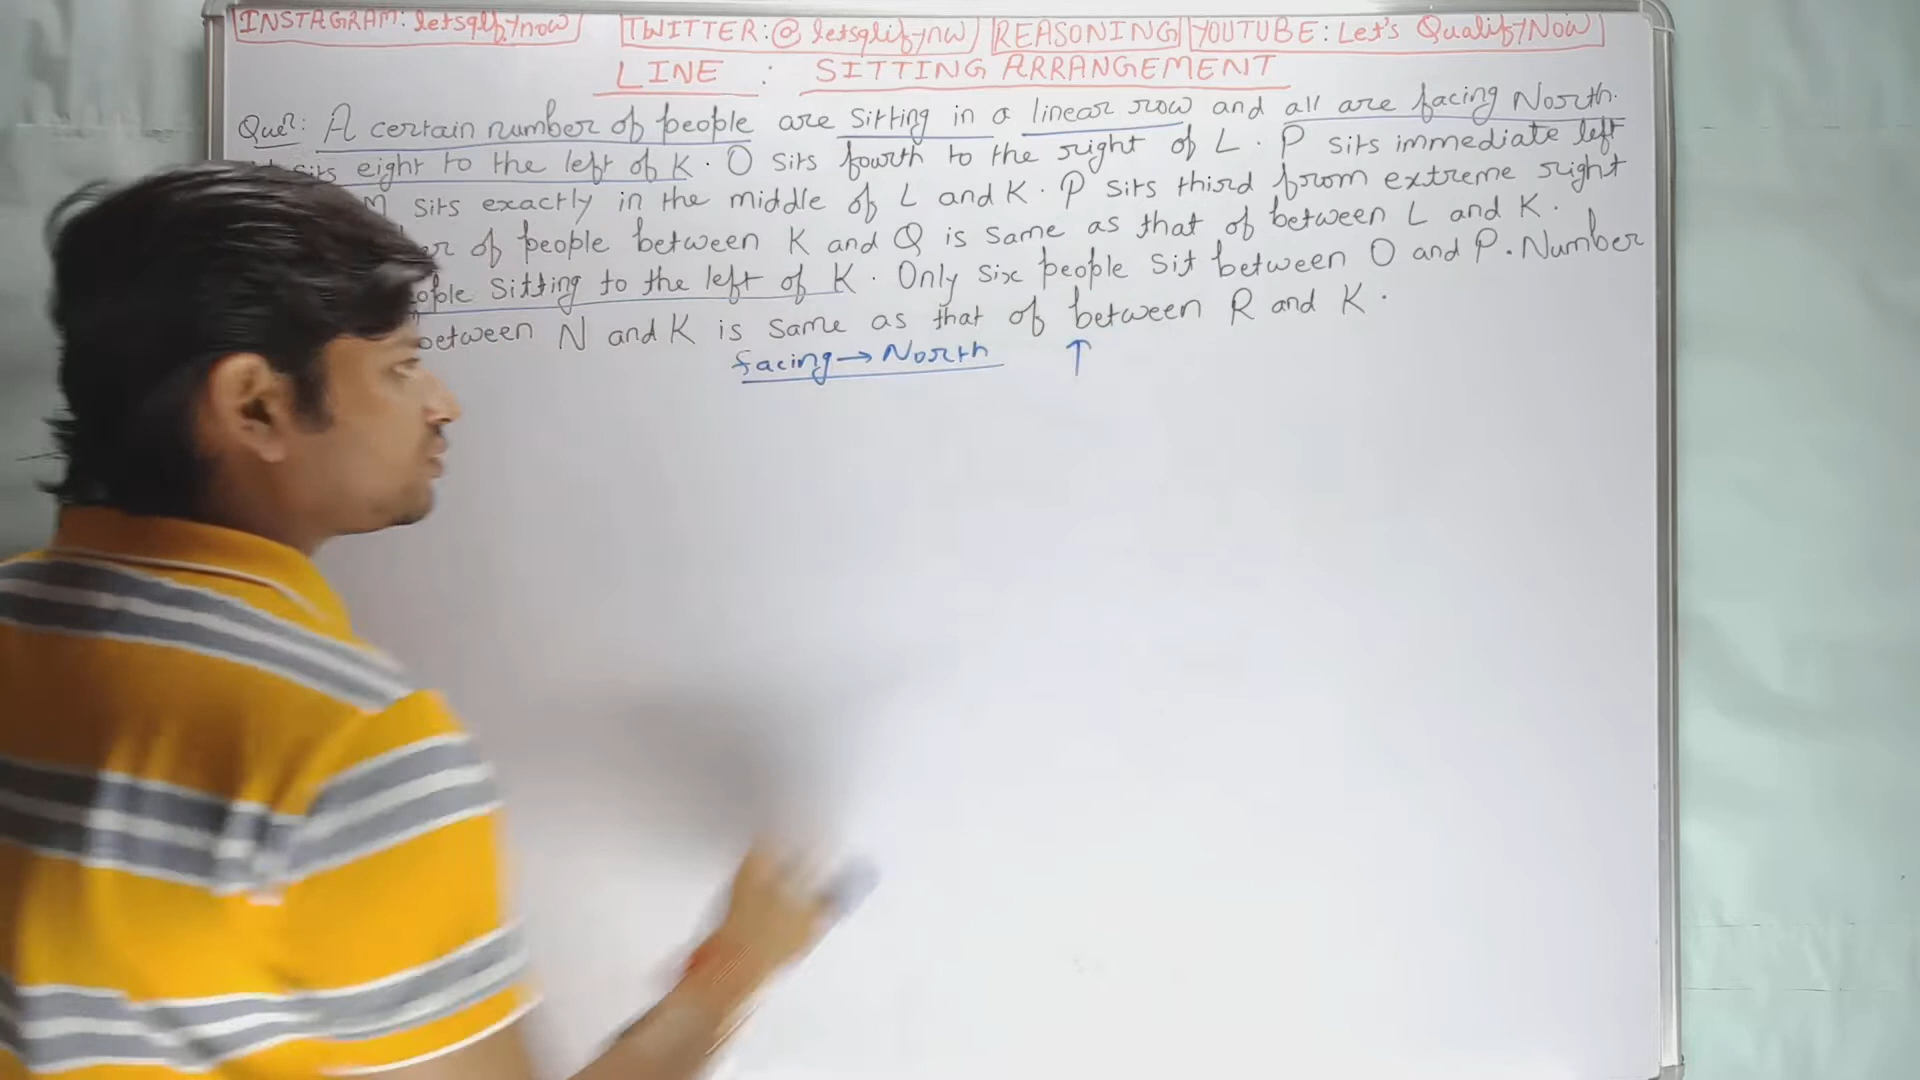 INSTAGRAM: letsqlfynow TWITTER:@letsqlifynw REASONING YOUTUBE: Let's QualifyNow
LINE : SITTING ARRANGEMENT
Quer: A certain number of people are sitting in a linear row and all are facing North.
sits eight to the left of K. O sits fourth to the right of L. P sits immediate left
M sits exactly in the middle of L and K. P sits third from extreme right
of people between K and Q is same as that of between L and K.
sitting to the left of K. Only six people sit between O and P. Number
between N and K is same as that of between R and K.
facing → North ↑